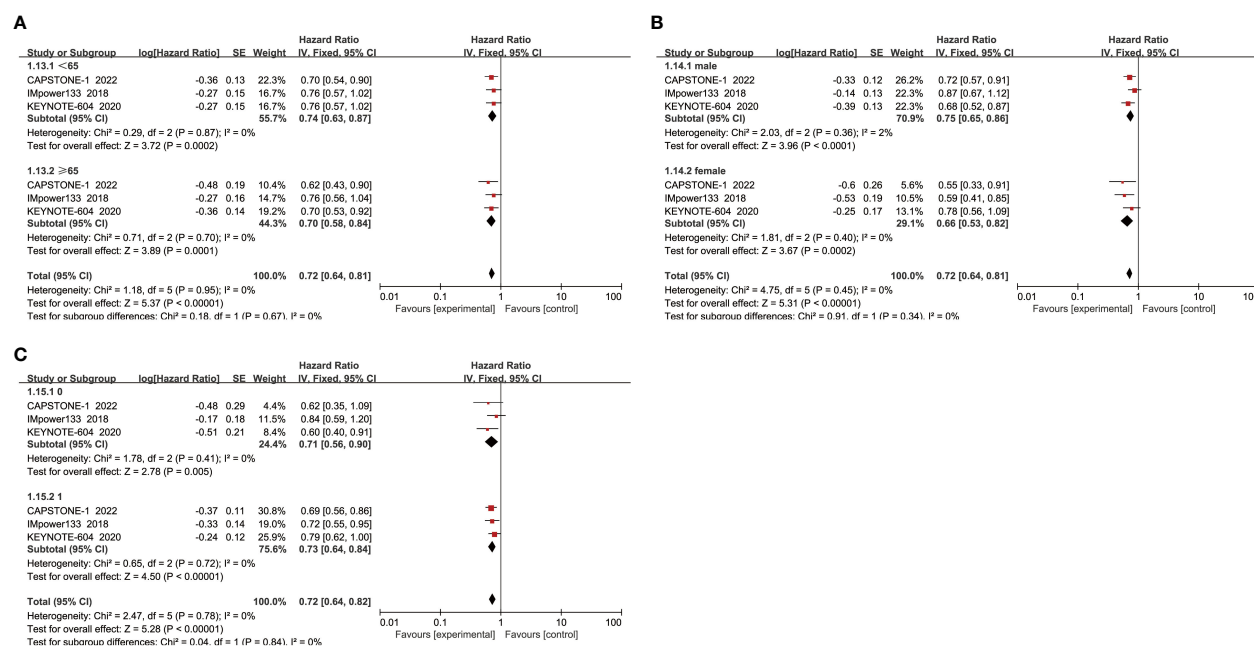 A
Hazard Ratio Hazard Ratio
Study or Subgroup log[Hazard Ratio] SE Weight IV, Fixed, 95% CI IV, Fixed, 95% CI
1.13.1 <65
CAPSTONE-1 2022 -0.36 0.13 22.3% 0.70 [0.54, 0.90]
IMpower133 2018 -0.27 0.15 16.7% 0.76 [0.57, 1.02]
KEYNOTE-604 2020 -0.27 0.15 16.7% 0.76 [0.57, 1.02]
Subtotal (95% CI) 55.7% 0.74 [0.63, 0.87]
Heterogeneity: Chi² = 0.29, df = 2 (P = 0.87); I² = 0%
Test for overall effect: Z = 3.72 (P = 0.0002)
1.13.2 ≥65
CAPSTONE-1 2022 -0.48 0.19 10.4% 0.62 [0.43, 0.90]
IMpower133 2018 -0.27 0.16 14.7% 0.76 [0.56, 1.04]
KEYNOTE-604 2020 -0.36 0.14 19.2% 0.70 [0.53, 0.92]
Subtotal (95% CI) 44.3% 0.70 [0.58, 0.84]
Heterogeneity: Chi² = 0.71, df = 2 (P = 0.70); I² = 0%
Test for overall effect: Z = 3.89 (P = 0.0001)
Total (95% CI) 100.0% 0.72 [0.64, 0.81]
Heterogeneity: Chi² = 1.18, df = 5 (P = 0.95); I² = 0%
Test for overall effect: Z = 5.37 (P < 0.00001)
Test for subgroup differences: Chi² = 0.18, df = 1 (P = 0.67), I² = 0%
0.01 0.1 1 10 100
Favours [experimental] Favours [control]
B
Hazard Ratio Hazard Ratio
Study or Subgroup log[Hazard Ratio] SE Weight IV, Fixed, 95% CI IV, Fixed, 95% CI
1.14.1 male
CAPSTONE-1 2022 -0.33 0.12 26.2% 0.72 [0.57, 0.91]
IMpower133 2018 -0.14 0.13 22.3% 0.87 [0.67, 1.12]
KEYNOTE-604 2020 -0.39 0.13 22.3% 0.68 [0.52, 0.87]
Subtotal (95% CI) 70.9% 0.75 [0.65, 0.86]
Heterogeneity: Chi² = 2.03, df = 2 (P = 0.36); I² = 2%
Test for overall effect: Z = 3.96 (P < 0.0001)
1.14.2 female
CAPSTONE-1 2022 -0.6 0.26 5.6% 0.55 [0.33, 0.91]
IMpower133 2018 -0.53 0.19 10.5% 0.59 [0.41, 0.85]
KEYNOTE-604 2020 -0.25 0.17 13.1% 0.78 [0.56, 1.09]
Subtotal (95% CI) 29.1% 0.66 [0.53, 0.82]
Heterogeneity: Chi² = 1.81, df = 2 (P = 0.40); I² = 0%
Test for overall effect: Z = 3.67 (P = 0.0002)
Total (95% CI) 100.0% 0.72 [0.64, 0.81]
Heterogeneity: Chi² = 4.75, df = 5 (P = 0.45); I² = 0%
Test for overall effect: Z = 5.31 (P < 0.00001)
Test for subgroup differences: Chi² = 0.91, df = 1 (P = 0.34), I² = 0%
0.01 0.1 1 10
Favours [experimental] Favours [control]
C
Hazard Ratio Hazard Ratio
Study or Subgroup log[Hazard Ratio] SE Weight IV, Fixed, 95% CI IV, Fixed, 95% CI
1.15.1 0
CAPSTONE-1 2022 -0.48 0.29 4.4% 0.62 [0.35, 1.09]
IMpower133 2018 -0.17 0.18 11.5% 0.84 [0.59, 1.20]
KEYNOTE-604 2020 -0.51 0.21 8.4% 0.60 [0.40, 0.91]
Subtotal (95% CI) 24.4% 0.71 [0.56, 0.90]
Heterogeneity: Chi² = 1.78, df = 2 (P = 0.41); I² = 0%
Test for overall effect: Z = 2.78 (P = 0.005)
1.15.2 1
CAPSTONE-1 2022 -0.37 0.11 30.8% 0.69 [0.56, 0.86]
IMpower133 2018 -0.33 0.14 19.0% 0.72 [0.55, 0.95]
KEYNOTE-604 2020 -0.24 0.12 25.9% 0.79 [0.62, 1.00]
Subtotal (95% CI) 75.6% 0.73 [0.64, 0.84]
Heterogeneity: Chi² = 0.65, df = 2 (P = 0.72); I² = 0%
Test for overall effect: Z = 4.50 (P < 0.00001)
Total (95% CI) 100.0% 0.72 [0.64, 0.82]
Heterogeneity: Chi² = 2.47, df = 5 (P = 0.78); I² = 0%
Test for overall effect: Z = 5.28 (P < 0.00001)
Test for subgroup differences: Chi² = 0.04, df = 1 (P = 0.84), I² = 0%
0.01 0.1 1 10 100
Favours [experimental] Favours [control]